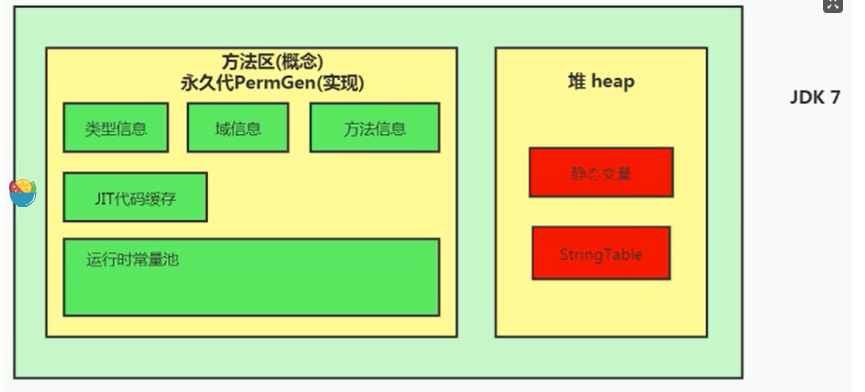 方法区(概念)
永久代PermGen(实现)
类型信息
域信息
方法信息
JIT代码缓存
运行时常量池
堆 heap
静态变量
StringTable
JDK 7